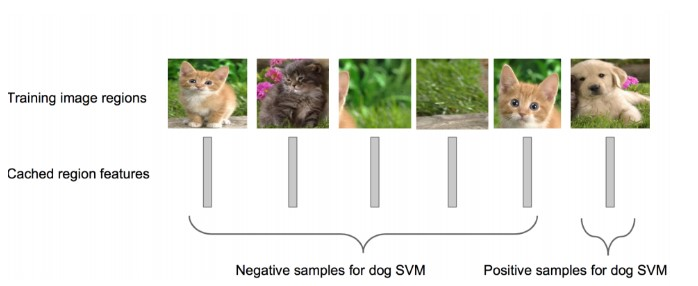 Training image regions
Cached region features
Negative samples for dog SVM
Positive samples for dog SVM